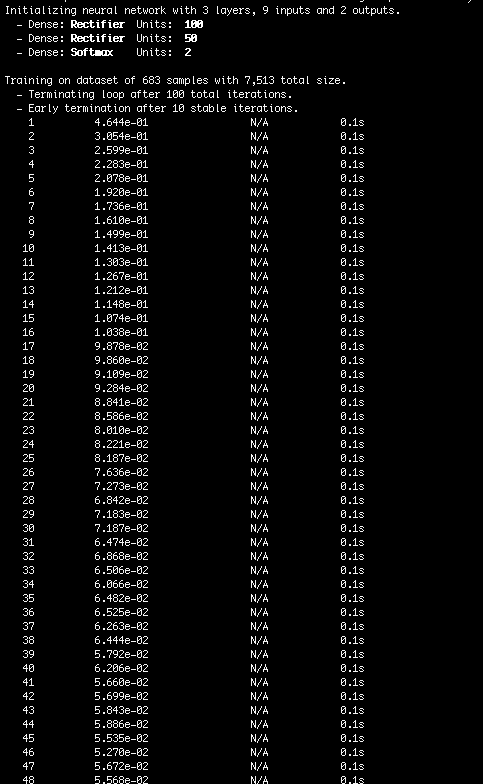 Initializing neural network with 3 layers, 9 inputs and 2 outputs.
- Dense: Rectifier Units: 100
- Dense: Rectifier Units: 50
- Dense: Softmax Units: 2
Training on dataset of 683 samples with 7,513 total size.
- Terminating loop after 100 total iterations.
- Early termination after 10 stable iterations.
1 4.644e-01 N/A 0.1s
2 3.054e-01 N/A 0.1s
3 2.599e-01 N/A 0.1s
4 2.283e-01 N/A 0.1s
5 2.078e-01 N/A 0.1s
6 1.920e-01 N/A 0.1s
7 1.736e-01 N/A 0.1s
8 1.610e-01 N/A 0.1s
9 1.499e-01 N/A 0.1s
10 1.413e-01 N/A 0.1s
11 1.303e-01 N/A 0.1s
12 1.267e-01 N/A 0.1s
13 1.212e-01 N/A 0.1s
14 1.148e-01 N/A 0.1s
15 1.074e-01 N/A 0.1s
16 1.038e-01 N/A 0.1s
17 9.878e-02 N/A 0.1s
18 9.860e-02 N/A 0.1s
19 9.109e-02 N/A 0.1s
20 9.284e-02 N/A 0.1s
21 8.841e-02 N/A 0.1s
22 8.586e-02 N/A 0.1s
23 8.010e-02 N/A 0.1s
24 8.221e-02 N/A 0.1s
25 8.187e-02 N/A 0.1s
26 7.636e-02 N/A 0.1s
27 7.273e-02 N/A 0.1s
28 6.842e-02 N/A 0.1s
29 7.183e-02 N/A 0.1s
30 7.187e-02 N/A 0.1s
31 6.474e-02 N/A 0.1s
32 6.868e-02 N/A 0.1s
33 6.506e-02 N/A 0.1s
34 6.066e-02 N/A 0.1s
35 6.482e-02 N/A 0.1s
36 6.525e-02 N/A 0.1s
37 6.263e-02 N/A 0.1s
38 6.444e-02 N/A 0.1s
39 5.792e-02 N/A 0.1s
40 6.206e-02 N/A 0.1s
41 5.660e-02 N/A 0.1s
42 5.699e-02 N/A 0.1s
43 5.843e-02 N/A 0.1s
44 5.886e-02 N/A 0.1s
45 5.535e-02 N/A 0.1s
46 5.270e-02 N/A 0.1s
47 5.672e-02 N/A 0.1s
48 5.568e-02 N/A 0.1s